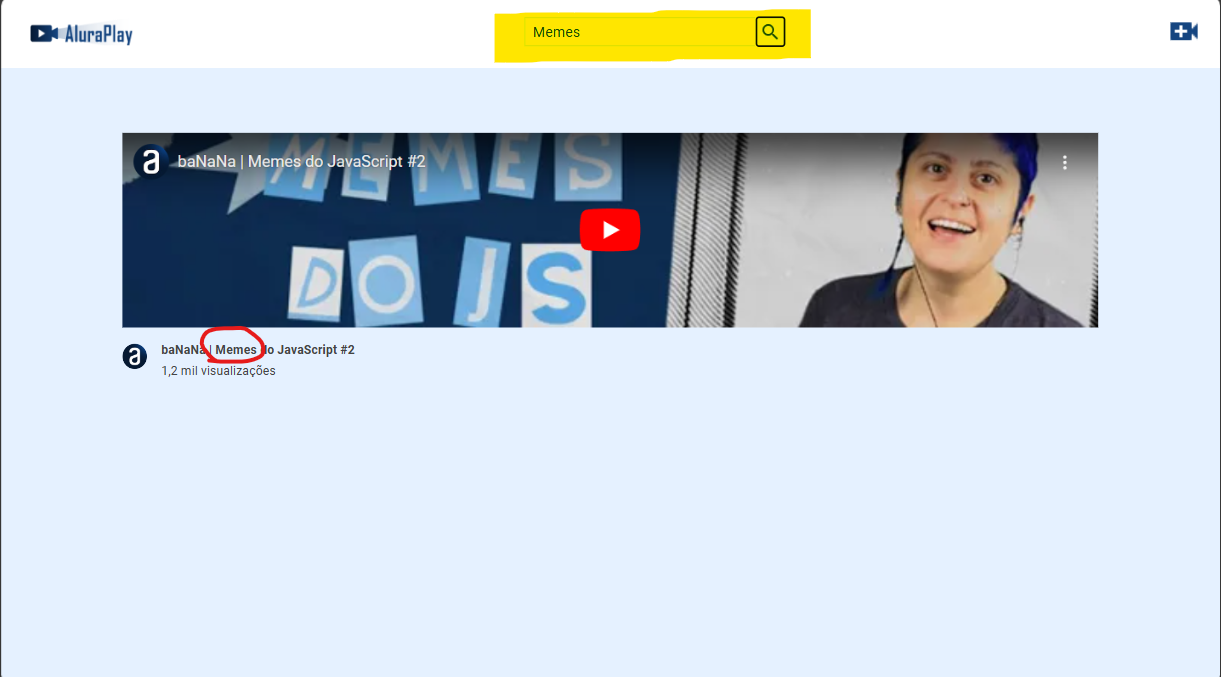 AluraPlay
Memes
a baNaNa | Memes do JavaScript #2
MEMES
DO JS
a baNaNa | Memes do JavaScript #2
1,2 mil visualizações